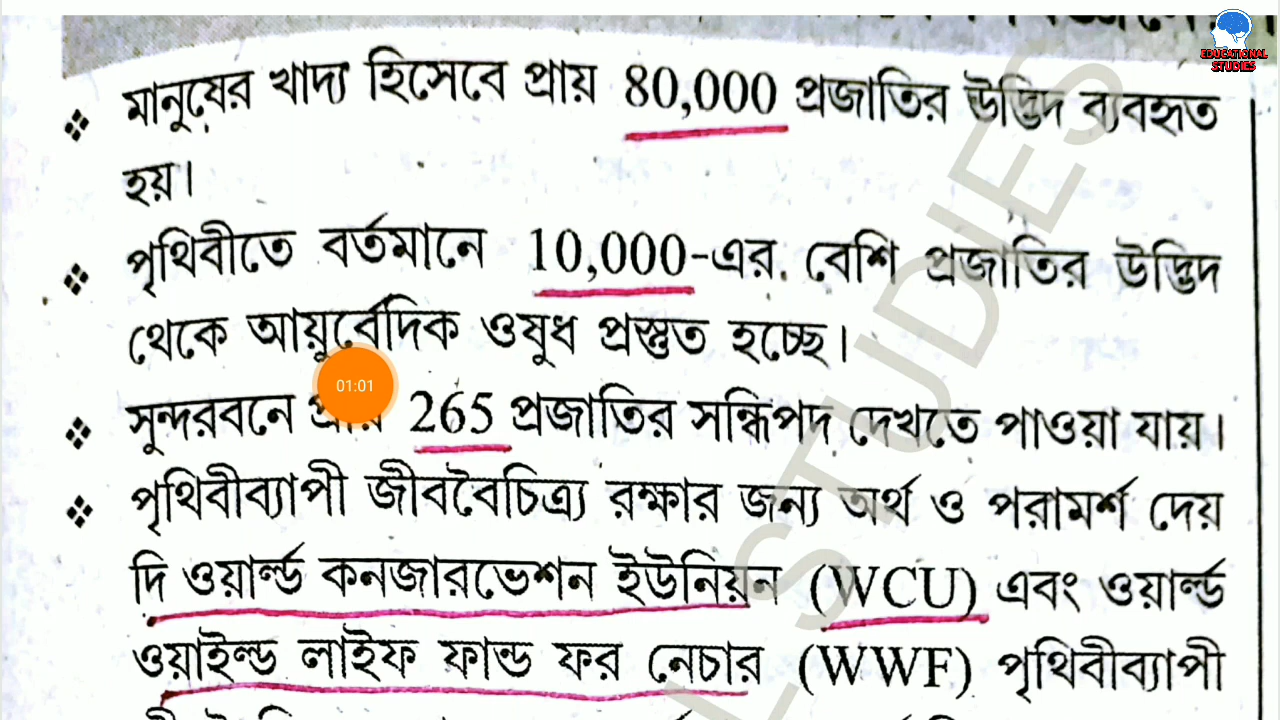 EDUCATIONAL
STUDIES
❖ মানুষের খাদ্য হিসেবে প্রায় 80,000 প্রজাতির উদ্ভিদ ব্যবহৃত
হয়।
❖ পৃথিবীতে বর্তমানে 10,000-এর বেশি প্রজাতির উদ্ভিদ
থেকে আয়ুর্বেদিক ওষুধ প্রস্তুত হচ্ছে।
01:01
❖ সুন্দরবনে প্রায় 265 প্রজাতির সন্ধিপদ দেখতে পাওয়া যায়।
❖ পৃথিবীব্যাপী জীববৈচিত্র্য রক্ষার জন্য অর্থ ও পরামর্শ দেয়
দি ওয়ার্ল্ড কনজারভেশন ইউনিয়ন (WCU) এবং ওয়ার্ল্ড
ওয়াইল্ড লাইফ ফান্ড ফর নেচার (WWF) পৃথিবীব্যাপী
STUDIES